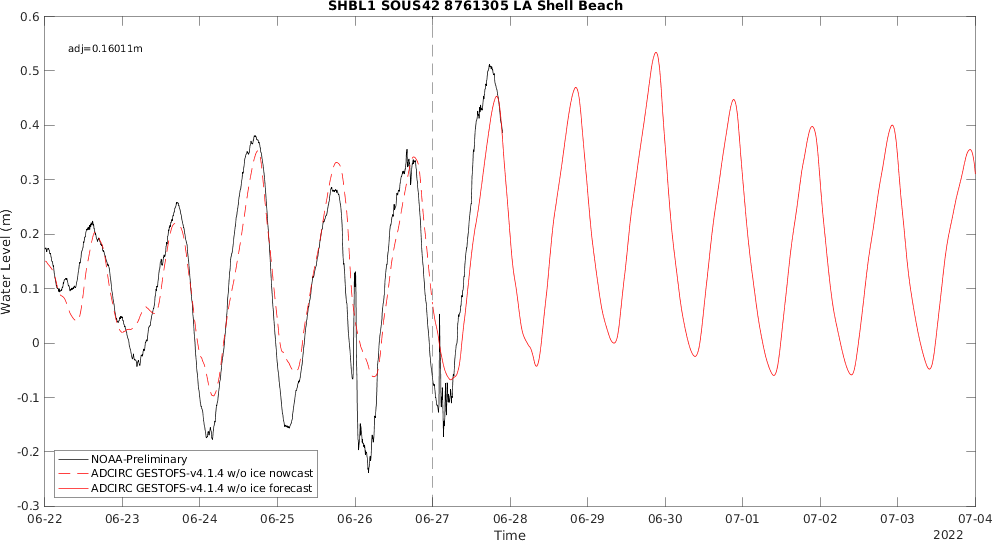 SHBL1 SOUS42 8761305 LA Shell Beach
adj=0.16011m
Water Level (m)
0.6
0.5
0.4
0.3
0.2
0.1
0
-0.1
-0.2
-0.3
NOAA-Preliminary
ADCIRC GESTOFS-v4.1.4 w/o ice nowcast
ADCIRC GESTOFS-v4.1.4 w/o ice forecast
06-22 06-23 06-24 06-25 06-26 06-27 06-28 06-29 06-30 07-01 07-02 07-03 07-04
Time
2022